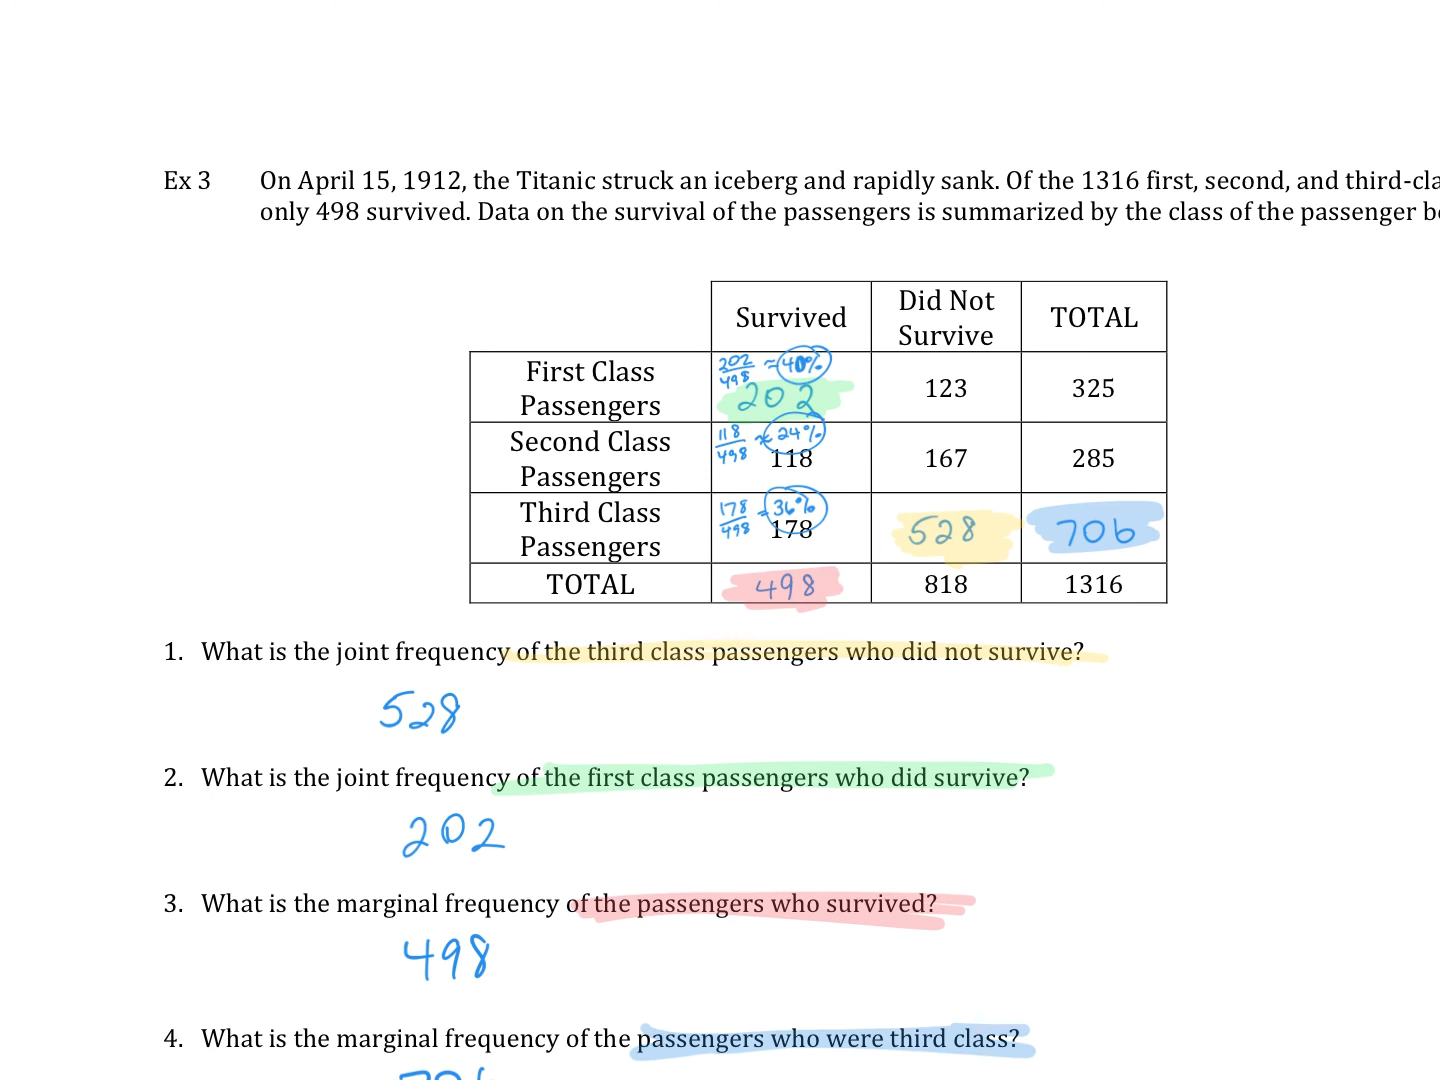 Ex 3 On April 15, 1912, the Titanic struck an iceberg and rapidly sank. Of the 1316 first, second, and third-cla
only 498 survived. Data on the survival of the passengers is summarized by the class of the passenger b
Survived Did Not Survive TOTAL
First Class Passengers 202/498 ≈ 40% 202 123 325
Second Class Passengers 118/498 ≈ 24% 118 167 285
Third Class Passengers 178/498 = 36% 178 528 706
TOTAL 498 818 1316
1. What is the joint frequency of the third class passengers who did not survive?
528
2. What is the joint frequency of the first class passengers who did survive?
202
3. What is the marginal frequency of the passengers who survived?
498
4. What is the marginal frequency of the passengers who were third class?